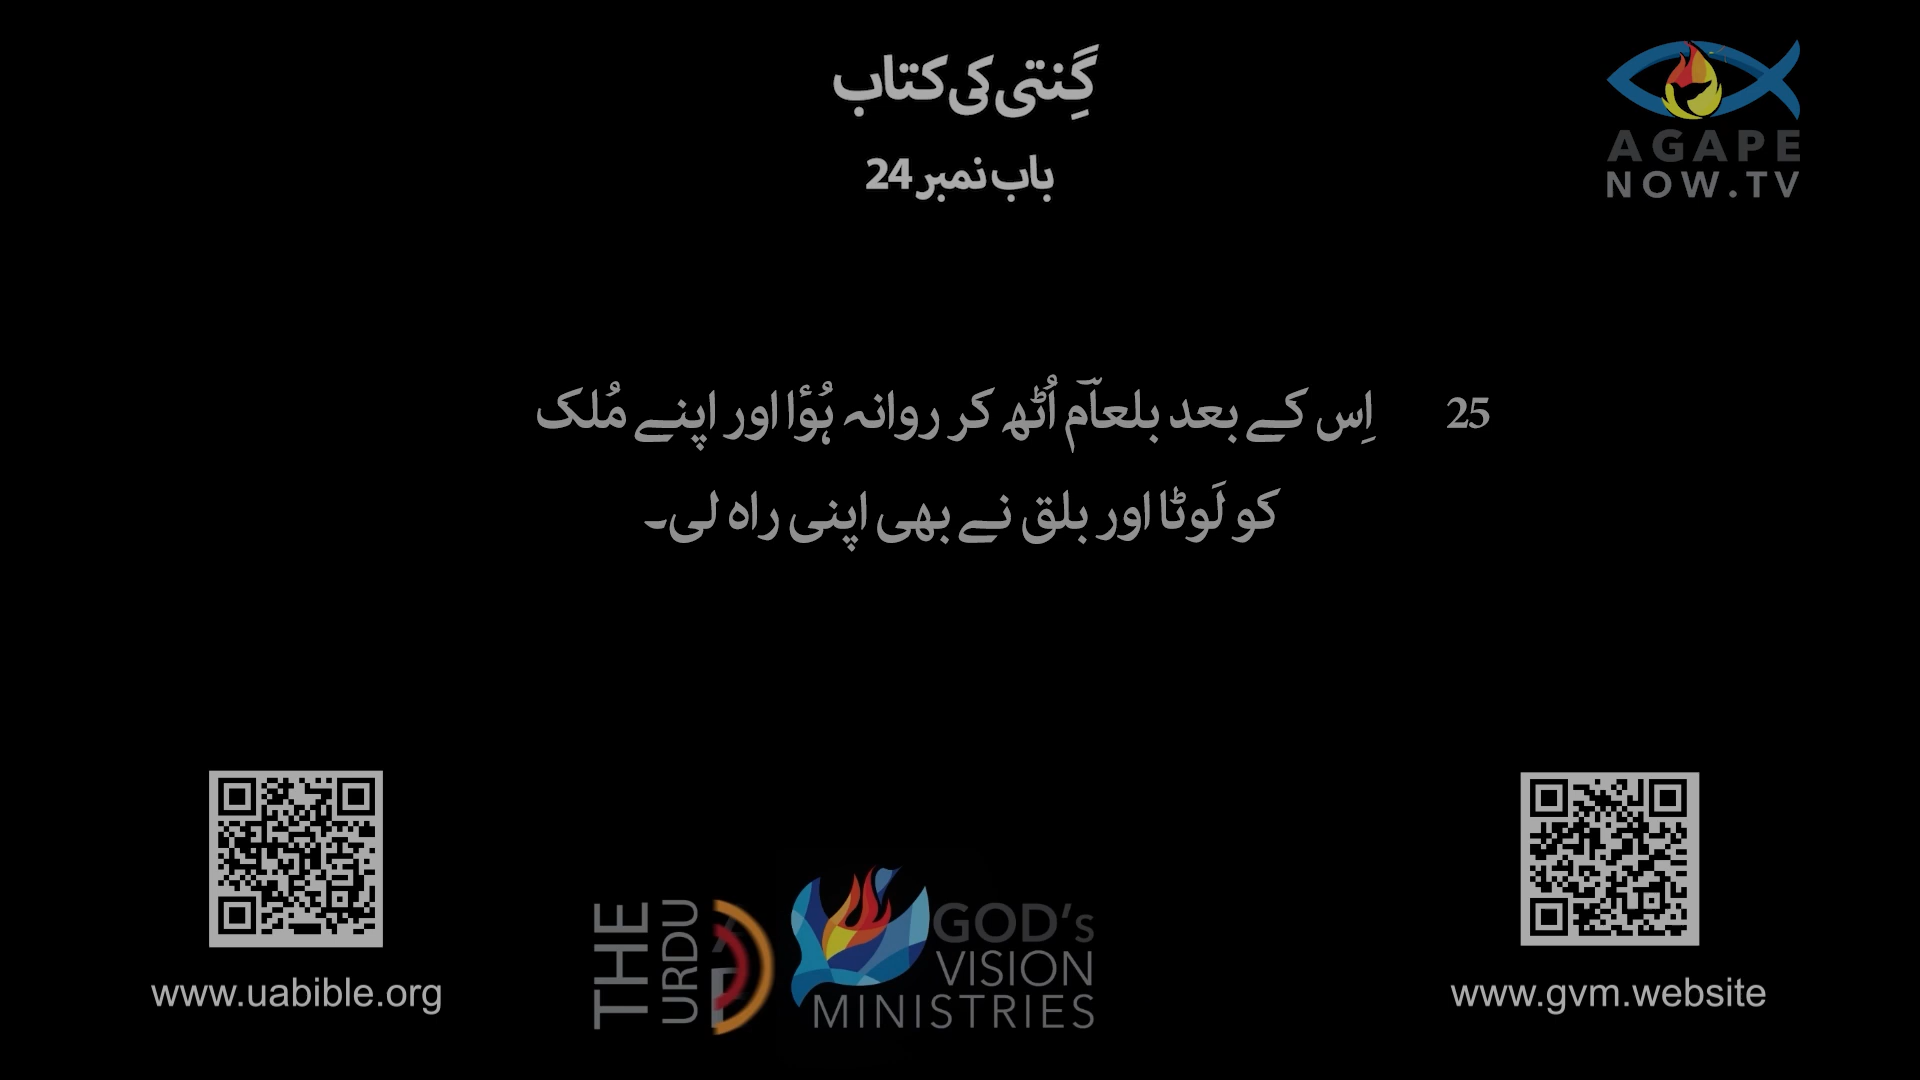 گِنتی کی کتاب
باب نمبر 24
AGAPE
NOW.TV
25 اِس کے بعد بلعاؔم اُٹھ کر روانہ ہُوٴا اور اپنے مُلک
کو لَوٹا اور بلق نے بھی اپنی راہ لی۔
THE
URDU
GOD's
VISION
MINISTRIES
www.uabible.org
www.gvm.website